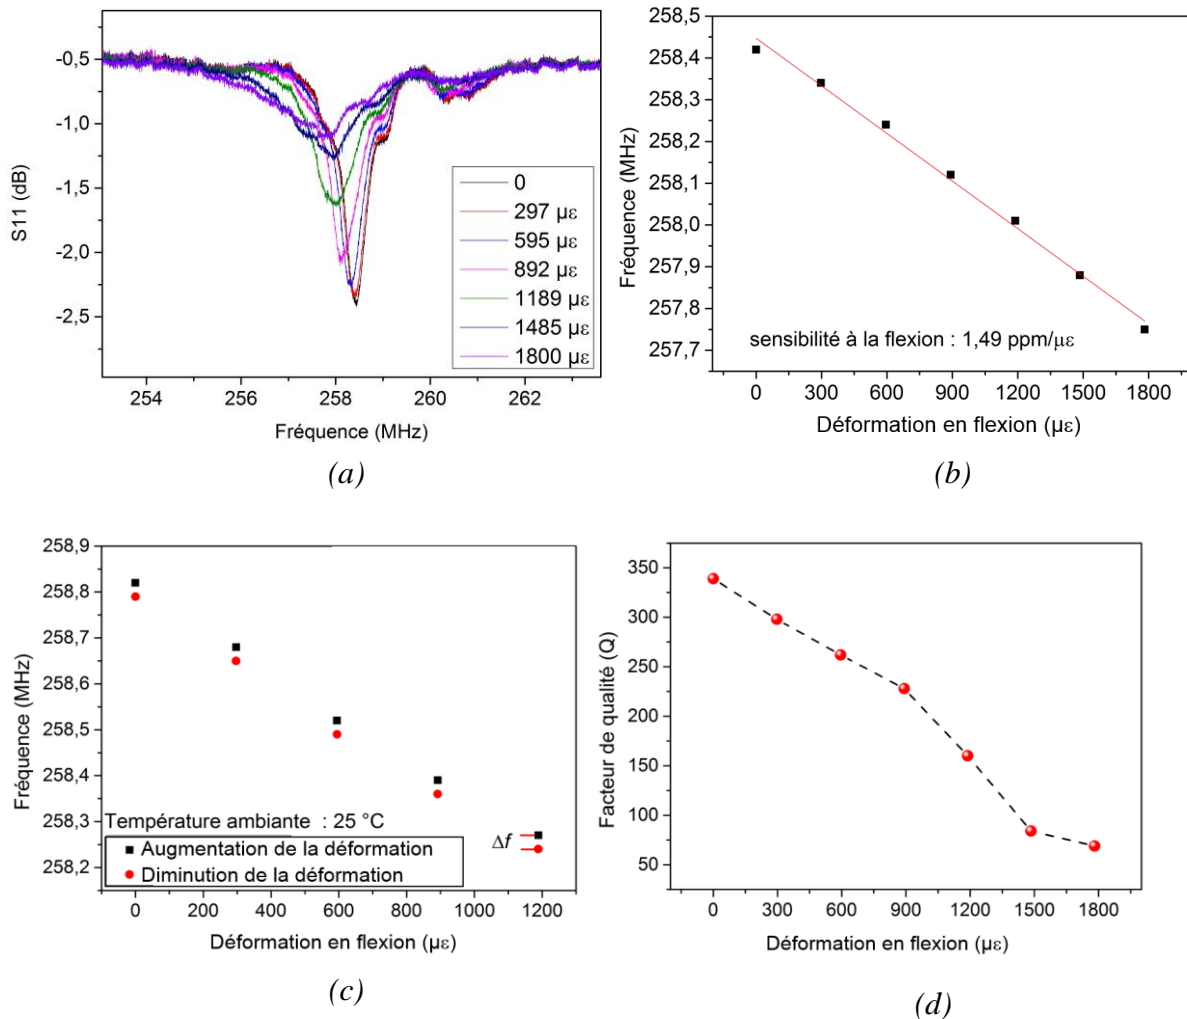 -0,5
-1,0
-1,5
-2,0
-2,5
S11 (dB)
0
297 µε
595 µε
892 µε
1189 µε
1485 µε
1800 µε
254
256
258
260
262
Fréquence (MHz)
(a)
258,5
258,4
258,3
258,2
258,1
258,0
257,9
257,8
257,7
Fréquence (MHz)
sensibilité à la flexion : 1,49 ppm/µε
0
300
600
900
1200
1500
1800
Déformation en flexion (µε)
(b)
258,9
258,8
258,7
258,6
258,5
258,4
258,3
258,2
Fréquence (MHz)
Température ambiante : 25 °C
Augmentation de la déformation
Diminution de la déformation
Δf
0
200
400
600
800
1000
1200
Déformation en flexion (µε)
(c)
350
300
250
200
150
100
50
Facteur de qualité (Q)
0
300
600
900
1200
1500
1800
Déformation en flexion (µε)
(d)